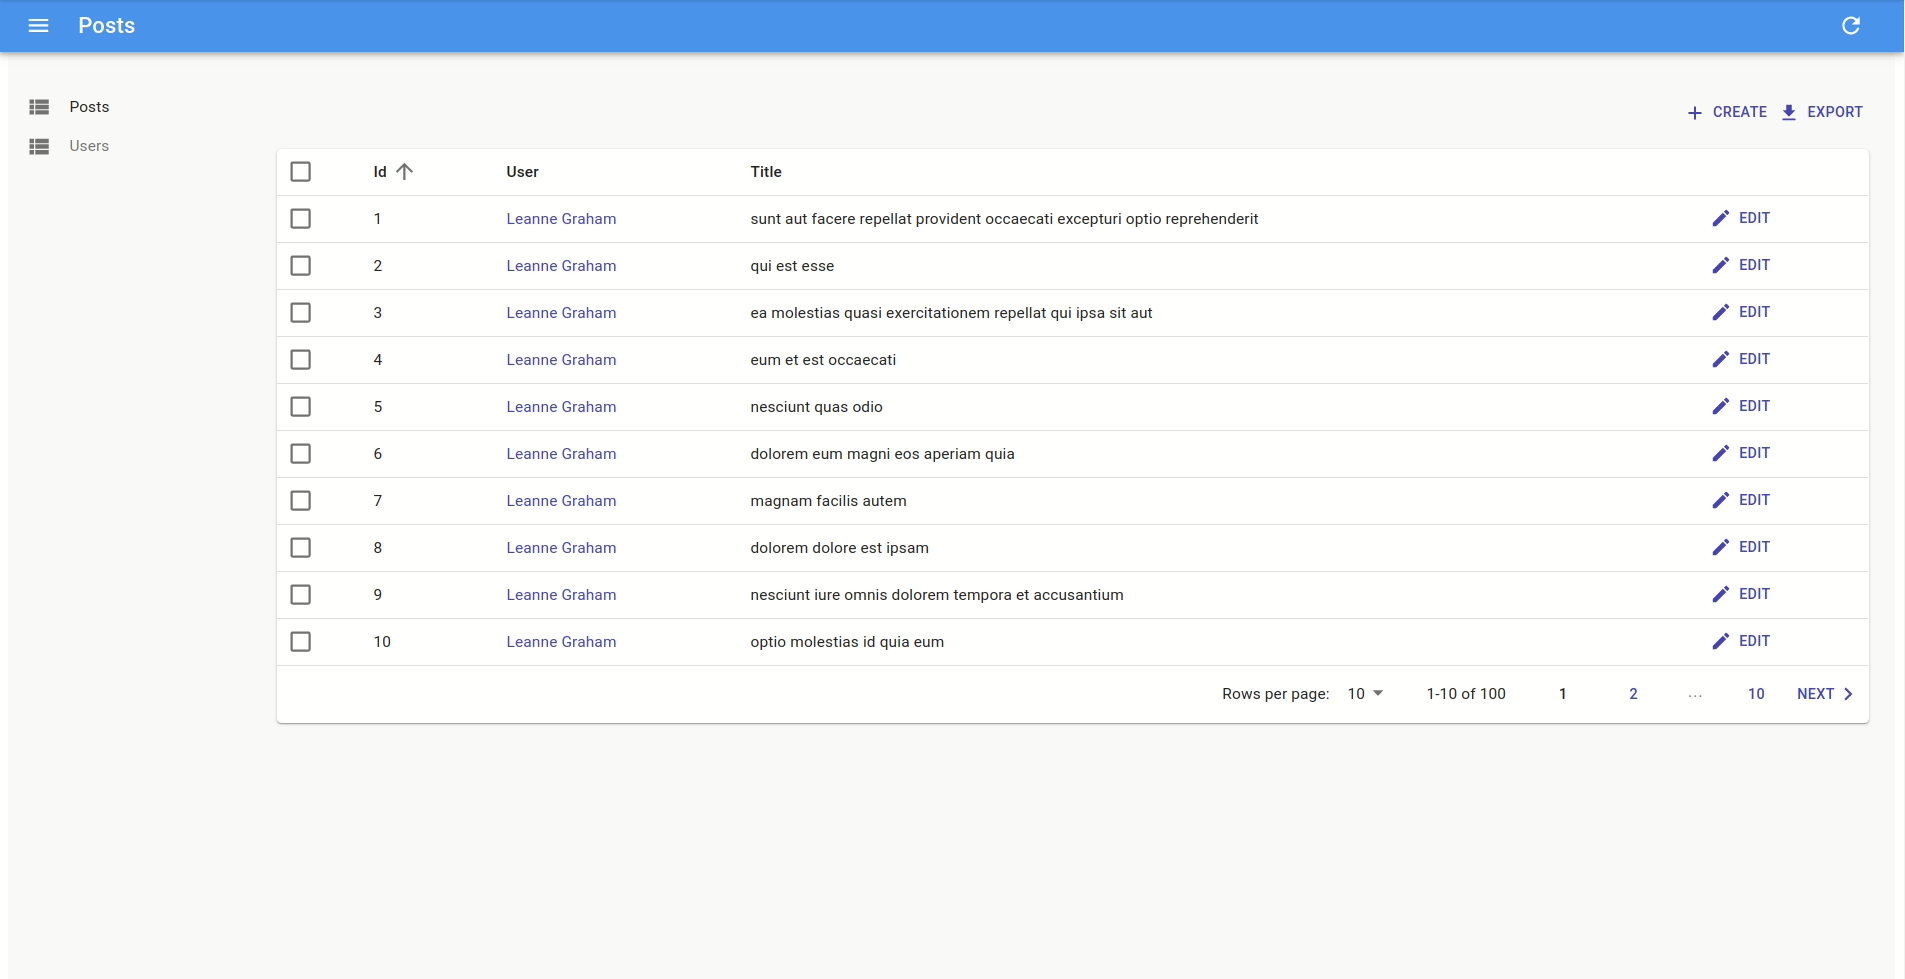 Posts
Posts
Users
CREATE EXPORT
Id User Title
1 Leanne Graham sunt aut facere repellat provident occaecati excepturi optio reprehenderit EDIT
2 Leanne Graham qui est esse EDIT
3 Leanne Graham ea molestias quasi exercitationem repellat qui ipsa sit aut EDIT
4 Leanne Graham eum et est occaecati EDIT
5 Leanne Graham nesciunt quas odio EDIT
6 Leanne Graham dolorem eum magni eos aperiam quia EDIT
7 Leanne Graham magnam facilis autem EDIT
8 Leanne Graham dolorem dolore est ipsam EDIT
9 Leanne Graham nesciunt iure omnis dolorem tempora et accusantium EDIT
10 Leanne Graham optio molestias id quia eum EDIT
Rows per page: 10 1-10 of 100 1 2 ... 10 NEXT